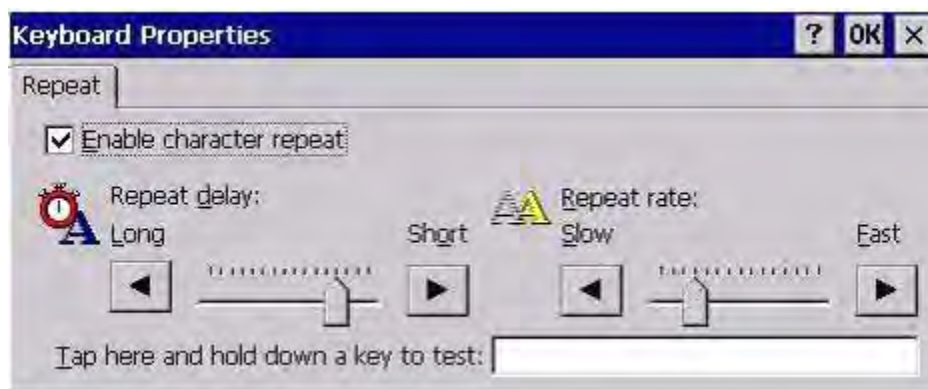 Keyboard Properties ? OK ×
Repeat
Enable character repeat
Repeat delay: Repeat rate:
Long Short Slow Fast
Tap here and hold down a key to test: